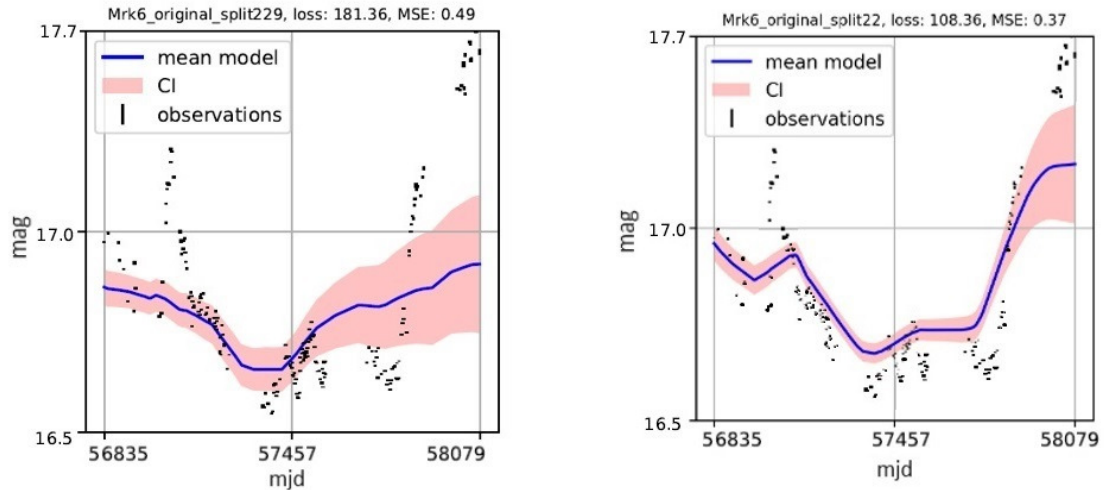 Mrk6_original_split229, loss: 181.36, MSE: 0.49
17.7
mean model
CI
observations
mag
17.0
16.5
56835
57457
58079
mjd
Mrk6_original_split22, loss: 108.36, MSE: 0.37
17.7
mean model
CI
observations
mag
17.0
16.5
56835
57457
58079
mjd